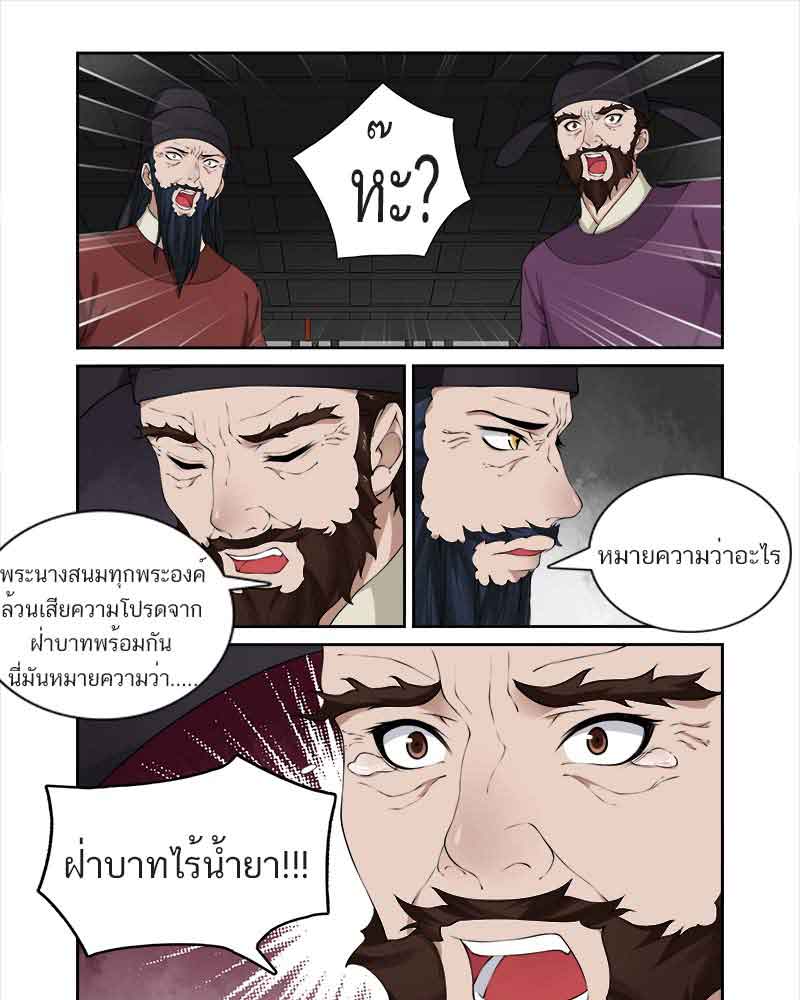 ห๊ะ?
พระนางสนมทุกพระองค์
ล้วนเสียความโปรดจาก
ฝ่าบาทพร้อมกัน
นี่มันหมายความว่า.....
หมายความว่าอะไร
ฝ่าบาทไร้น้ำยา!!!